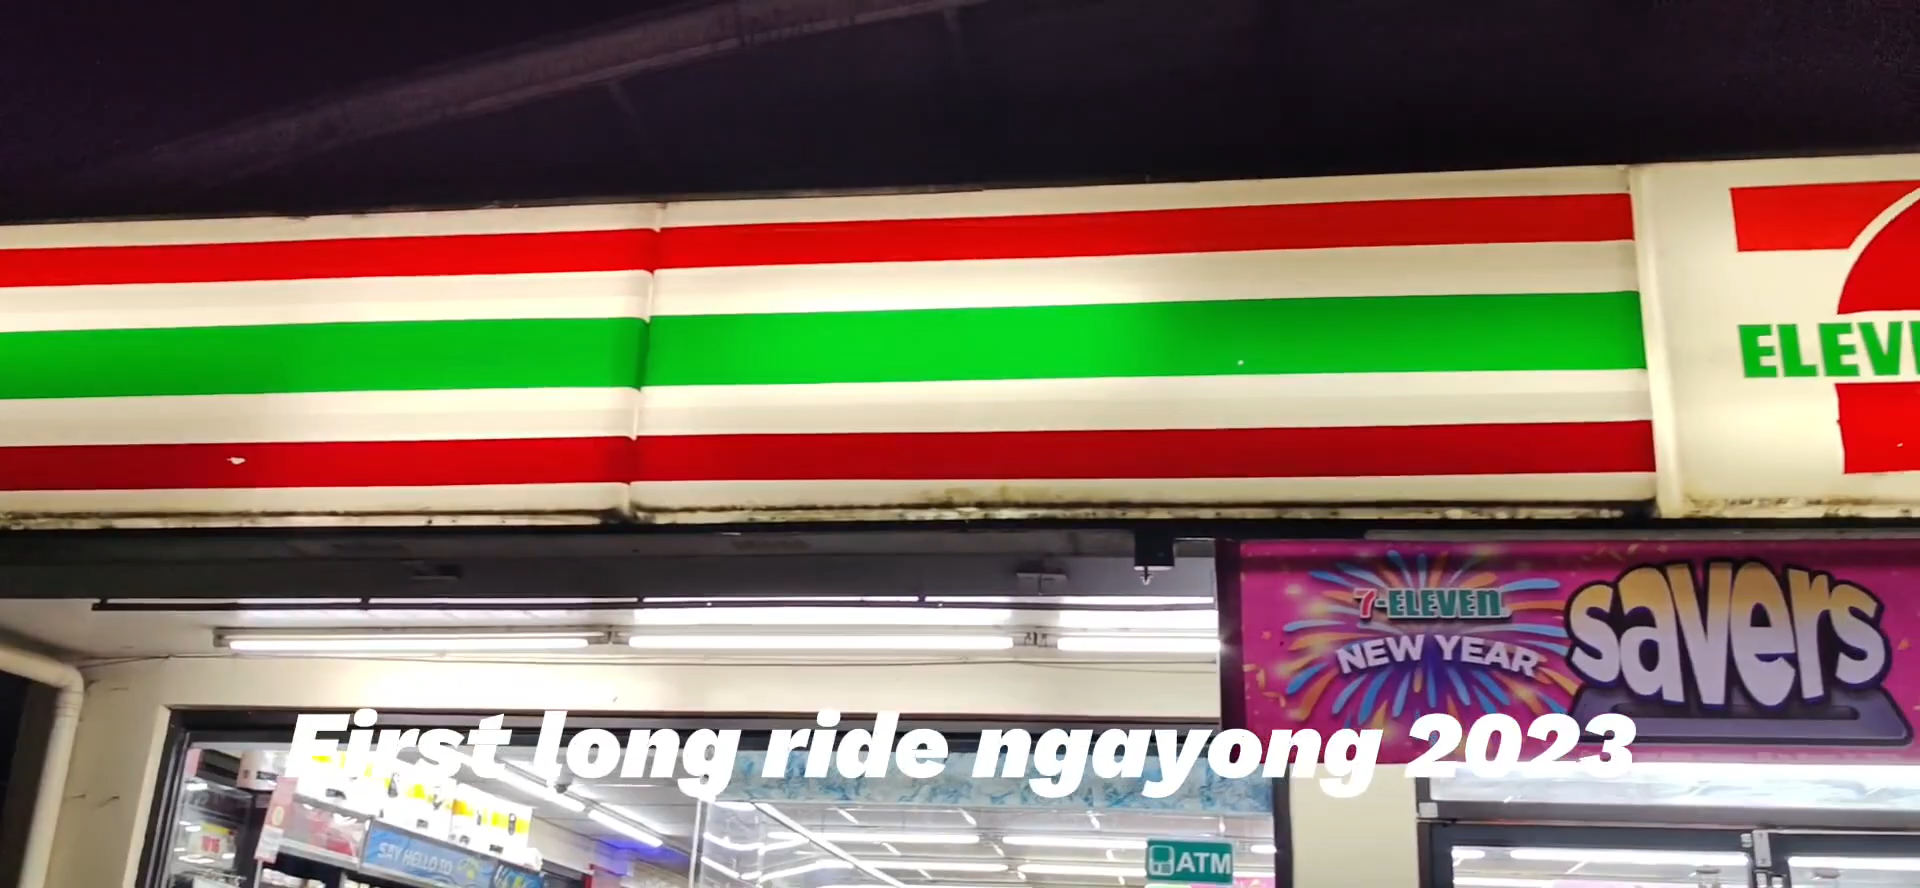 ELEVE
7-ELEVEn
NEW YEAR
savers
First long ride ngayong 2023
SAY HELLO TO
ATM